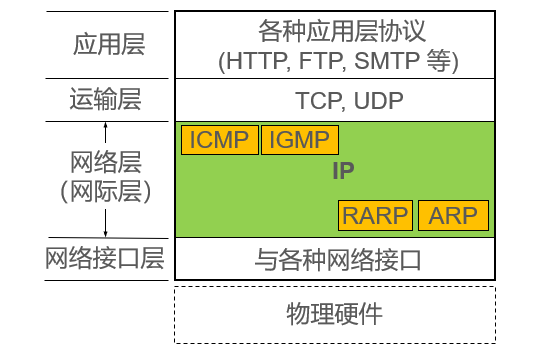 应用层
各种应用层协议
(HTTP, FTP, SMTP 等)
运输层
TCP, UDP
网络层
（网际层）
ICMP
IGMP
IP
RARP
ARP
网络接口层
与各种网络接口
物理硬件